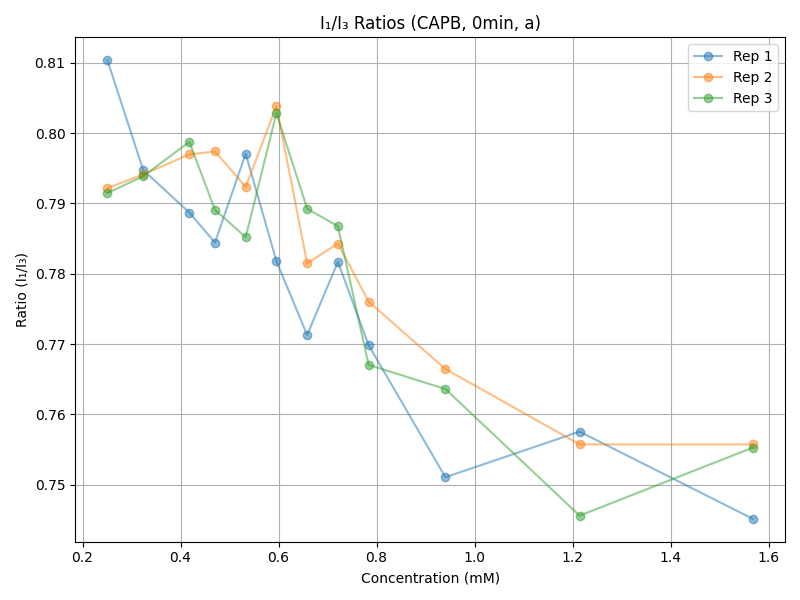 I₁/I₃ Ratios (CAPB, 0min, a)
Rep 1
Rep 2
Rep 3
Ratio (I₁/I₃)
0.81
0.80
0.79
0.78
0.77
0.76
0.75
0.2 0.4 0.6 0.8 1.0 1.2 1.4 1.6
Concentration (mM)